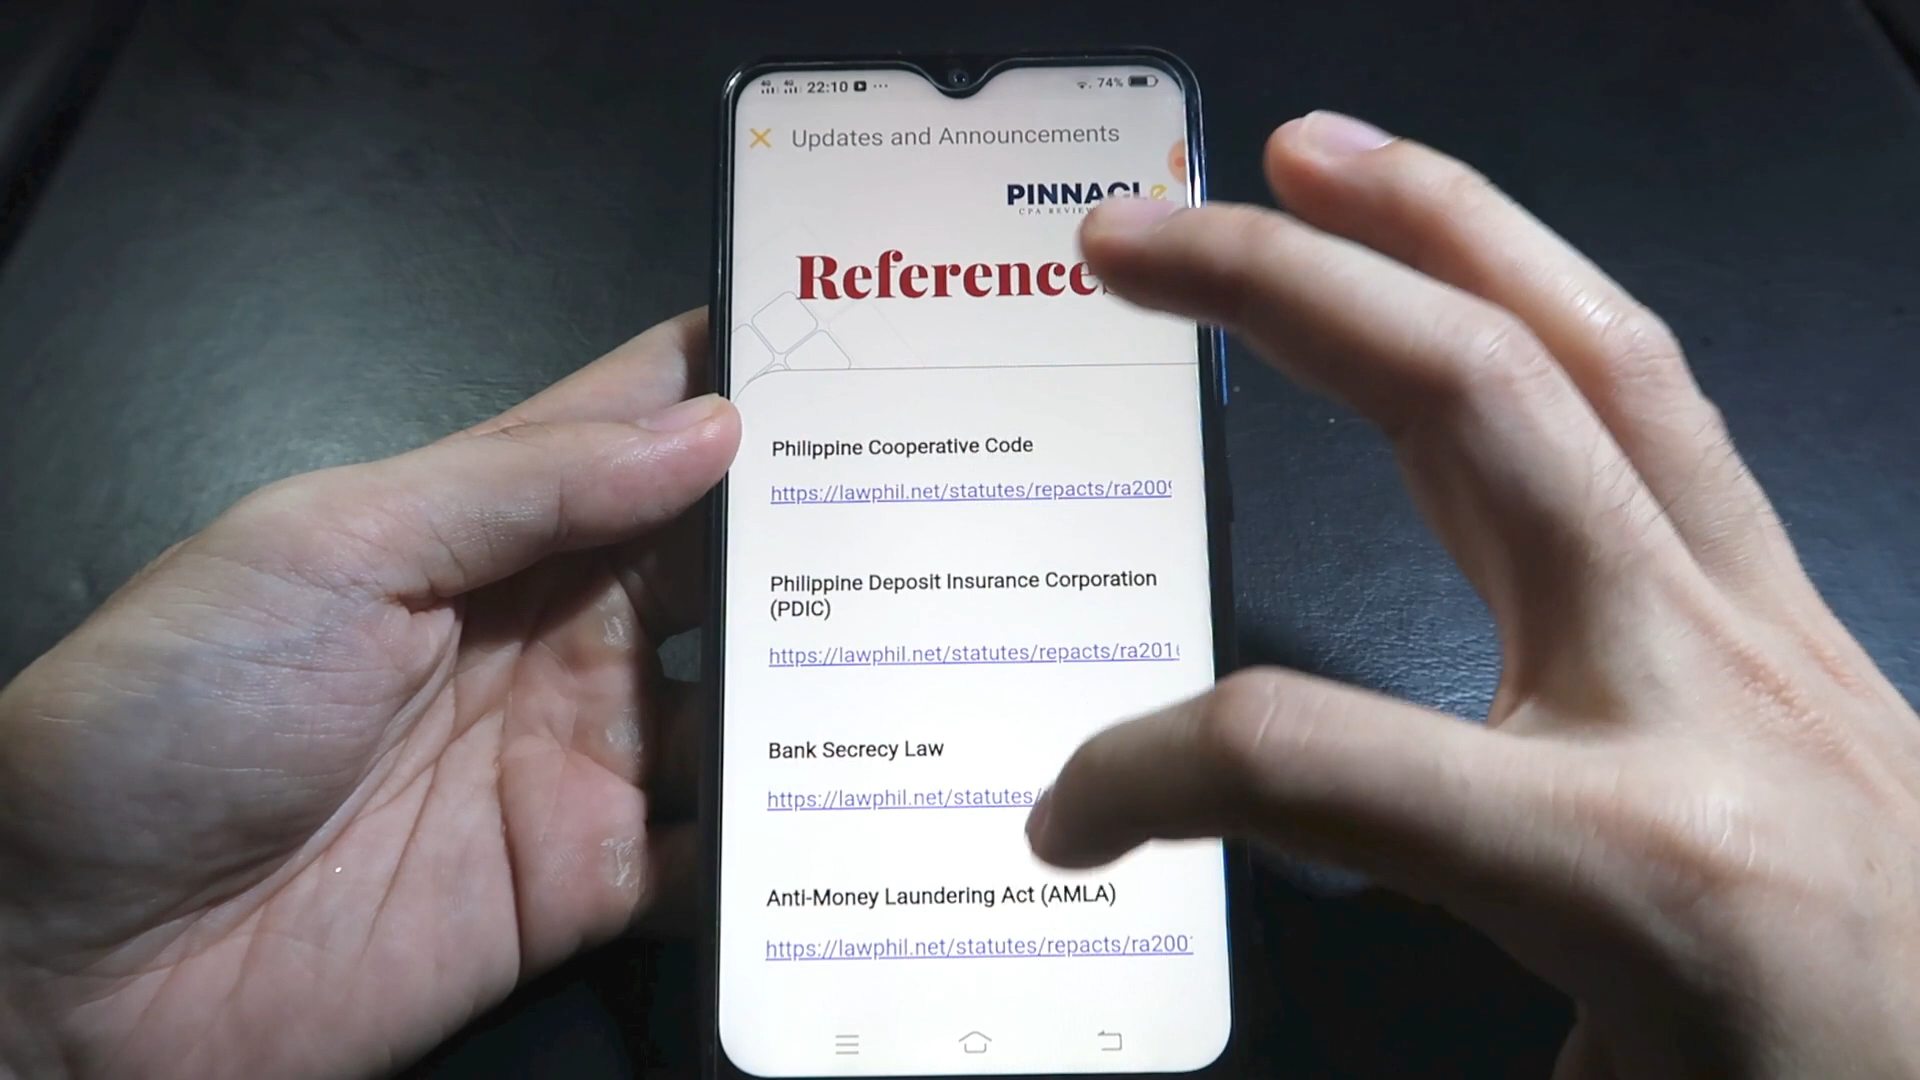 22:10 ... 74%
Updates and Announcements
PINNACLe
CPA REVIEW
References
Philippine Cooperative Code
https://lawphil.net/statutes/repacts/ra2009
Philippine Deposit Insurance Corporation
(PDIC)
https://lawphil.net/statutes/repacts/ra201
Bank Secrecy Law
https://lawphil.net/statutes/
Anti-Money Laundering Act (AMLA)
https://lawphil.net/statutes/repacts/ra200